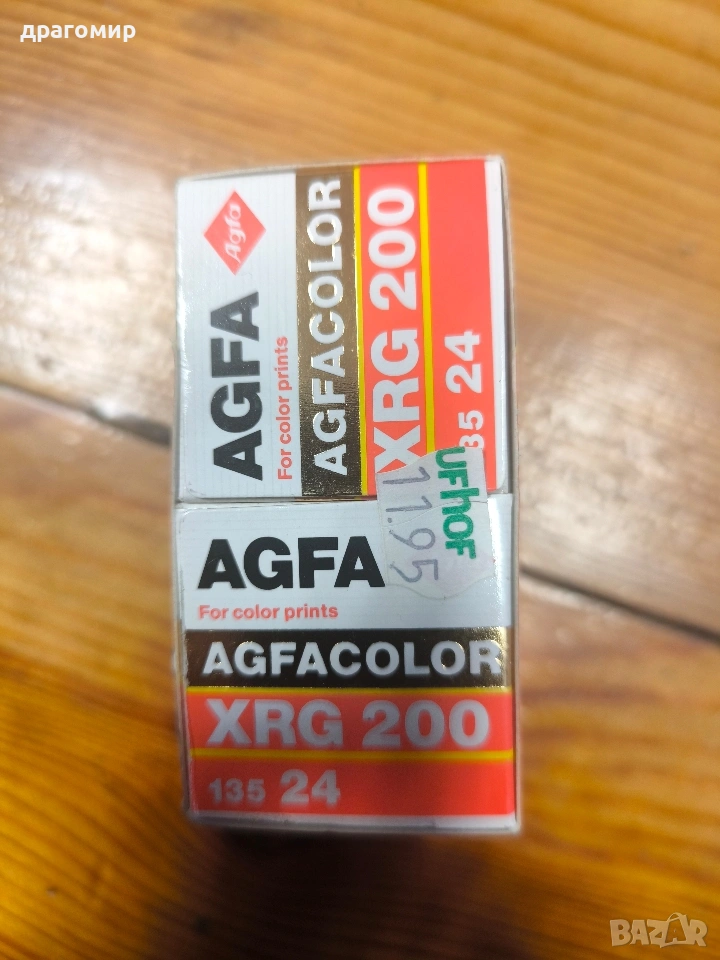 драгомир
Agfa
AGFA
For color prints
AGFACOLOR
XRG 200
135 24
UFHOF
11.95
AGFA
For color prints
AGFACOLOR
XRG 200
135 24
BAZAR